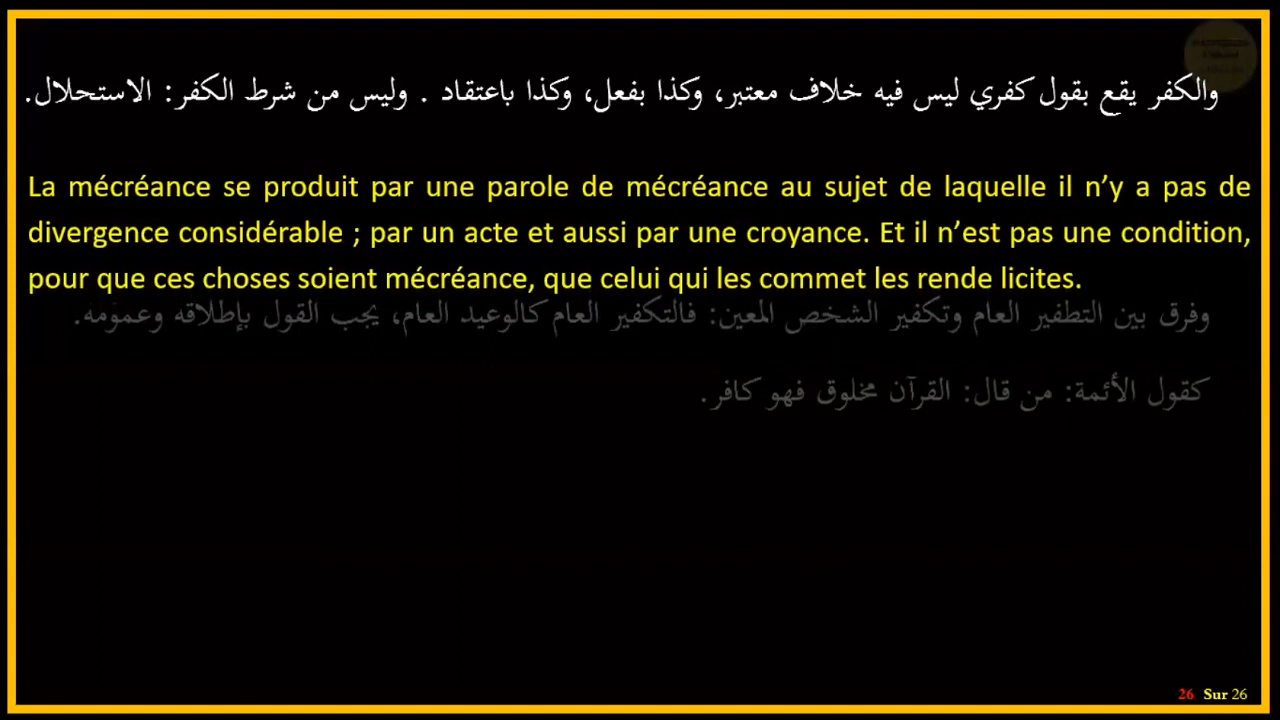 والكفر يقع بقول كفري ليس فيه خلاف معتبر، وكذا بفعل، وكذا باعتقاد . وليس من شرط الكفر: الاستحلال.
La mécréance se produit par une parole de mécréance au sujet de laquelle il n’y a pas de
divergence considérable ; par un acte et aussi par une croyance. Et il n’est pas une condition,
pour que ces choses soient mécréance, que celui qui les commet les rende licites.
وفرق بين التطفير العام وتكفير الشخص المعين: فالتكفير العام كالوعيد العام، يجب القول بإطلاقه وعمومه.
كقول الأئمة: من قال: القرآن مخلوق فهو كافر.
26 Sur 26